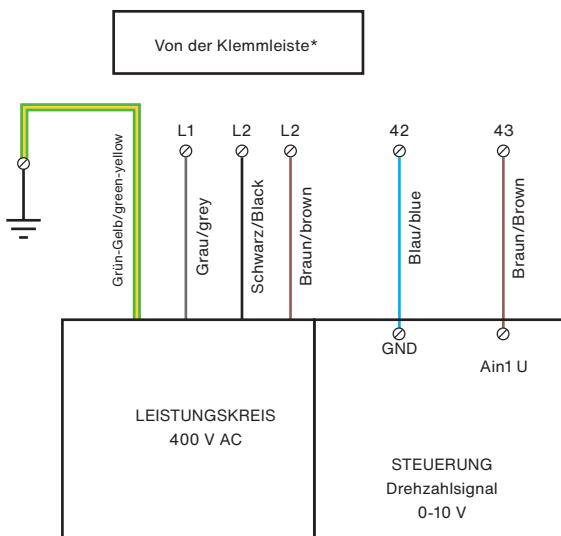 Von der Klemmleiste*
L1
L2
L2
42
43
Grün-Gelb/green-yellow
Grau/grey
Schwarz/Black
Braun/brown
Blau/blue
Braun/Brown
GND
Ain1 U
LEISTUNGSKREIS
400 V AC
STEUERUNG
Drehzahlsignal
0-10 V